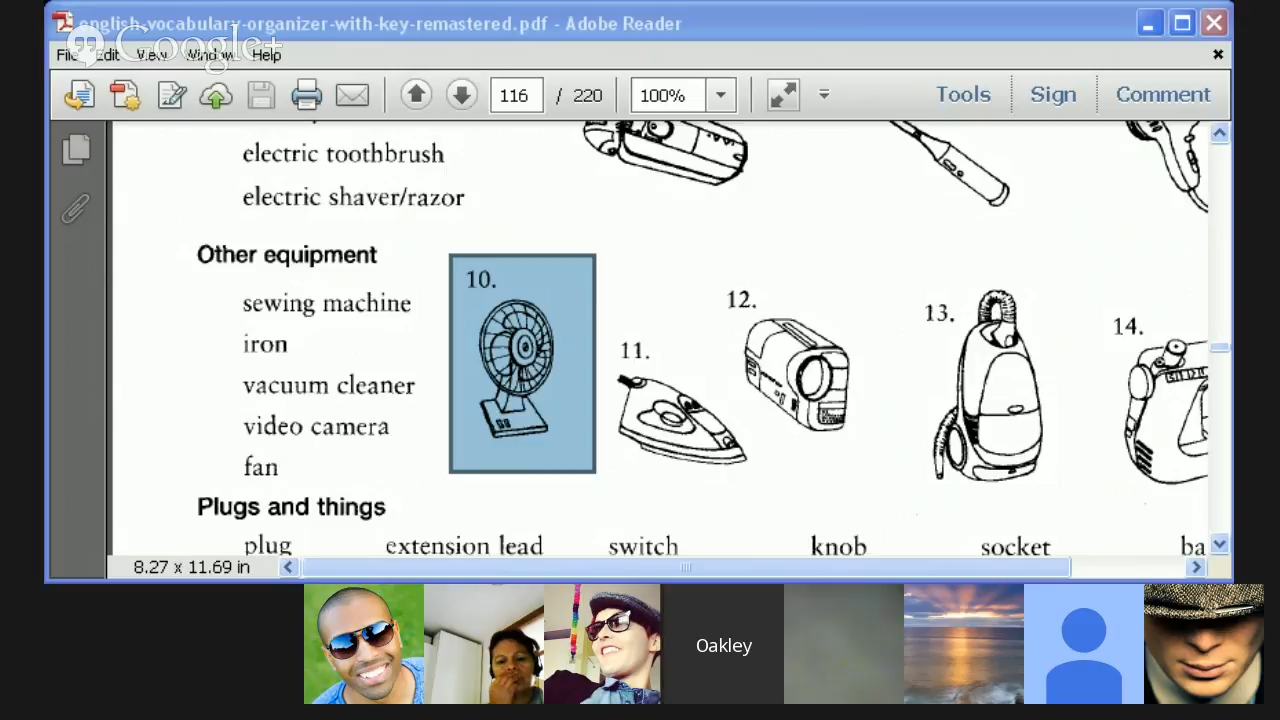 english-vocabulary-organizer-with-key-remastered.pdf - Adobe Reader
Google+
File Edit View Window Help
116 / 220 100% Tools Sign Comment
electric toothbrush
electric shaver/razor
Other equipment
10.
sewing machine
12.
13.
14.
iron
11.
vacuum cleaner
video camera
fan
Plugs and things
plug extension lead switch knob socket ba
8.27 x 11.69 in
Oakley